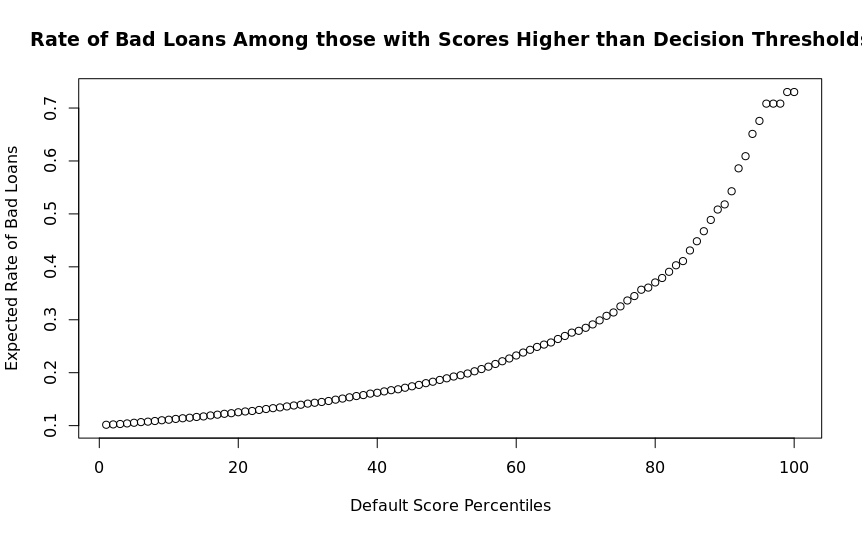 Rate of Bad Loans Among those with Scores Higher than Decision Thresholds
Expected Rate of Bad Loans
0.7
0.6
0.5
0.4
0.3
0.2
0.1
0 20 40 60 80 100
Default Score Percentiles